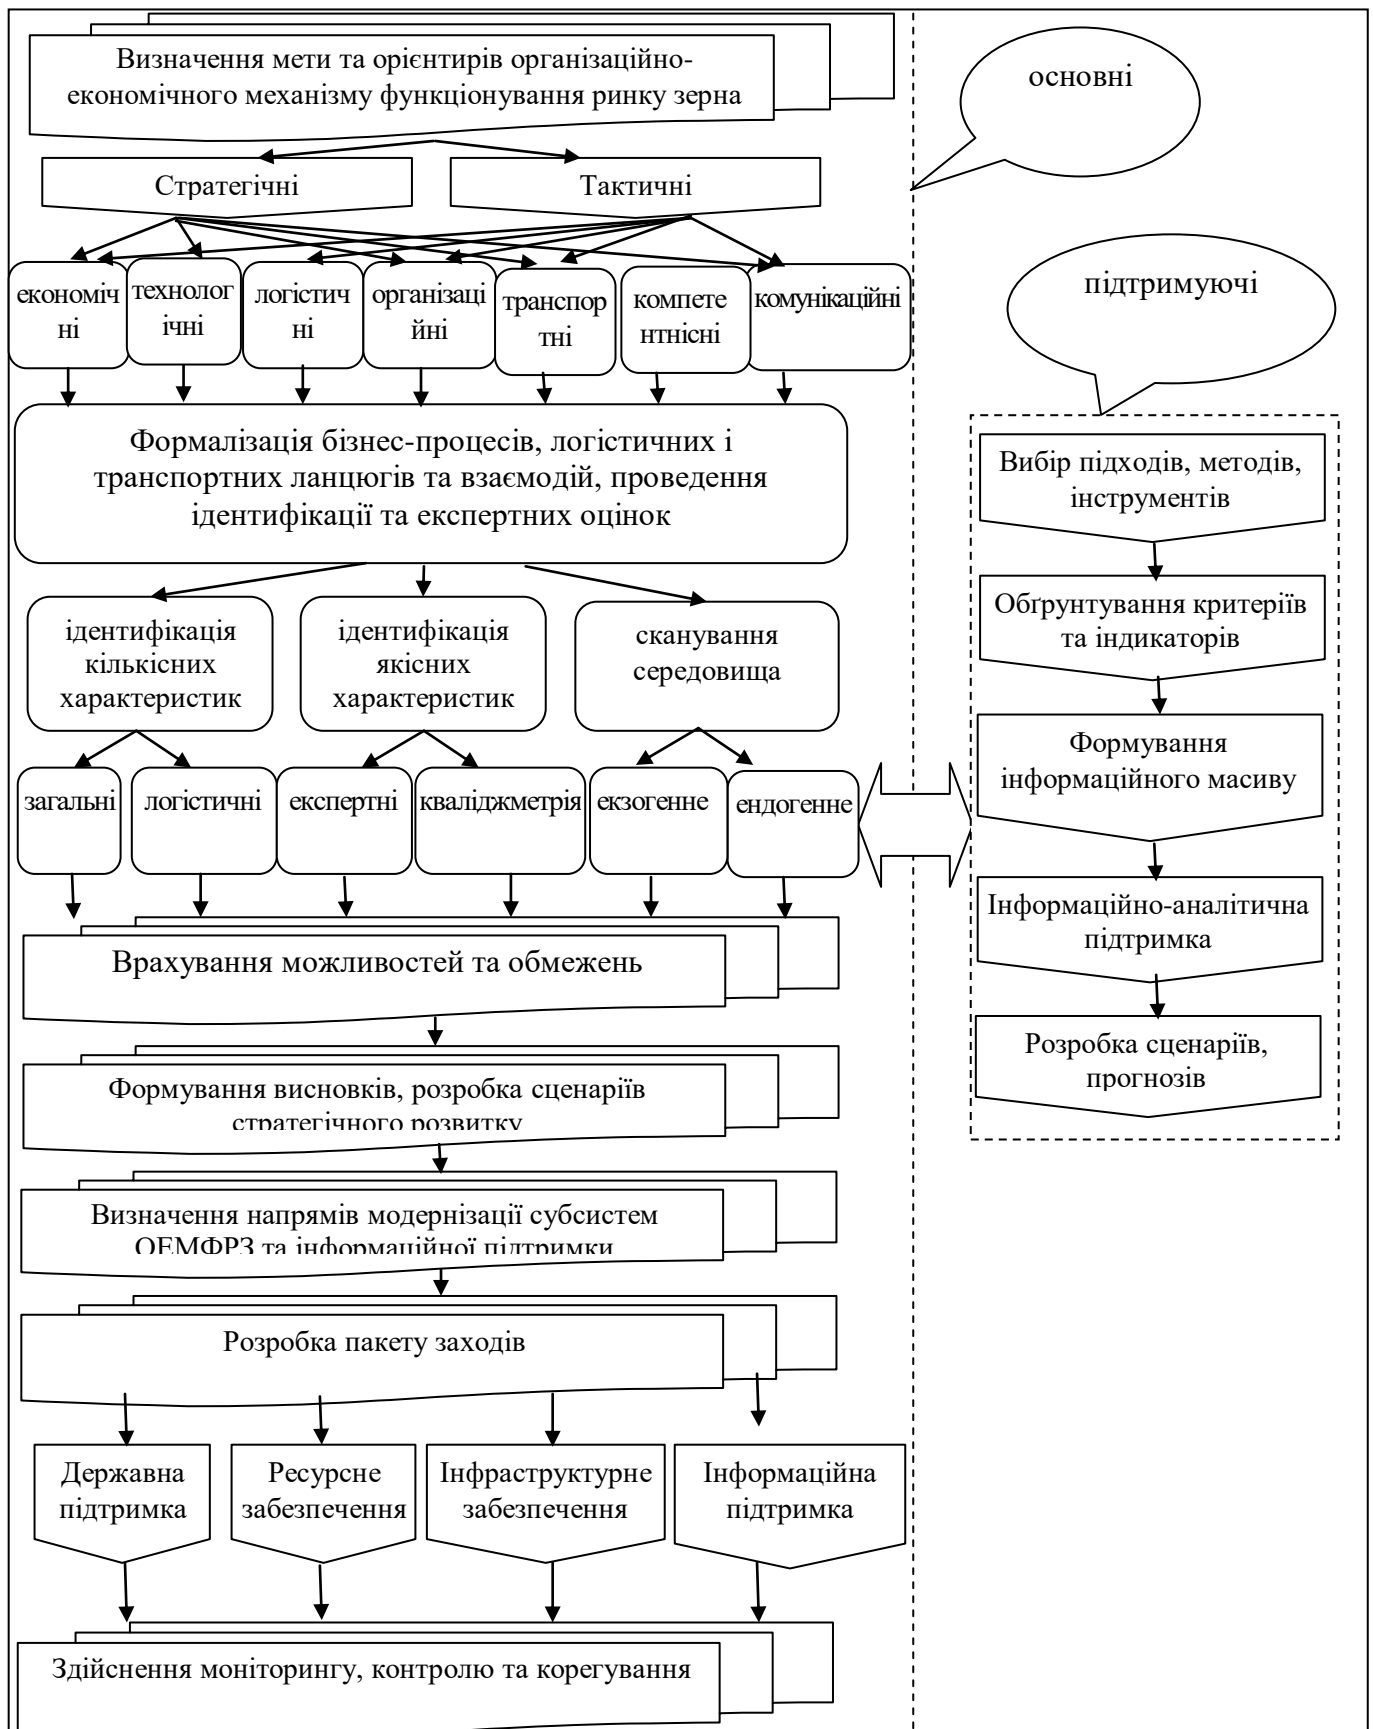 Визначення мети та орієнтирів організаційно-
економічного механізму функціонування ринку зерна
основні
Стратегічні
Тактичні
підтримуючі
економіч
ні
технолог
ічні
логістич
ні
організаці
йні
транспор
тні
компете
нтнісні
комунікаційні
Формалізація бізнес-процесів, логістичних і
транспортних ланцюгів та взаємодій, проведення
ідентифікації та експертних оцінок
ідентифікація
кількісних
характеристик
ідентифікація
якісних
характеристик
сканування
середовища
загальні
логістичні
експертні
кваліджметрія
екзогенне
ендогенне
Врахування можливостей та обмежень
Формування висновків, розробка сценаріїв
стратегічного розвитку
Визначення напрямів модернізації субсистем
ОЕМФРЗ та інформаційної підтримки
Розробка пакету заходів
Державна
підтримка
Ресурсне
забезпечення
Інфраструктурне
забезпечення
Інформаційна
підтримка
Здійснення моніторингу, контролю та корегування
Вибір підходів, методів,
інструментів
Обґрунтування критеріїв
та індикаторів
Формування
інформаційного масиву
Інформаційно-аналітична
підтримка
Розробка сценаріїв,
прогнозів